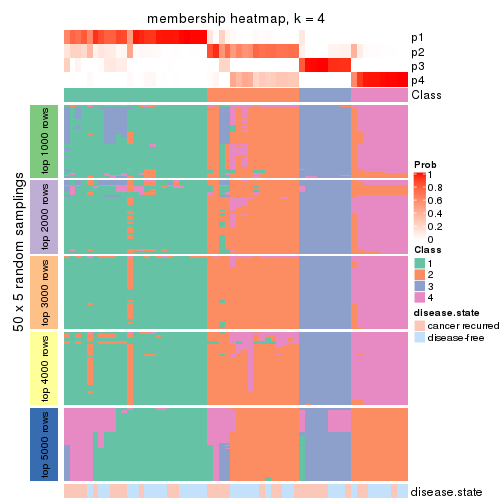 membership heatmap, k = 4
p1
p2
p3
p4
Class
50 x 5 random samplings
top 1000 rows
top 2000 rows
top 3000 rows
top 4000 rows
top 5000 rows
Prob
1
0.8
0.6
0.4
0.2
0
Class
1
2
3
4
disease.state
cancer recurred
disease-free
disease.state